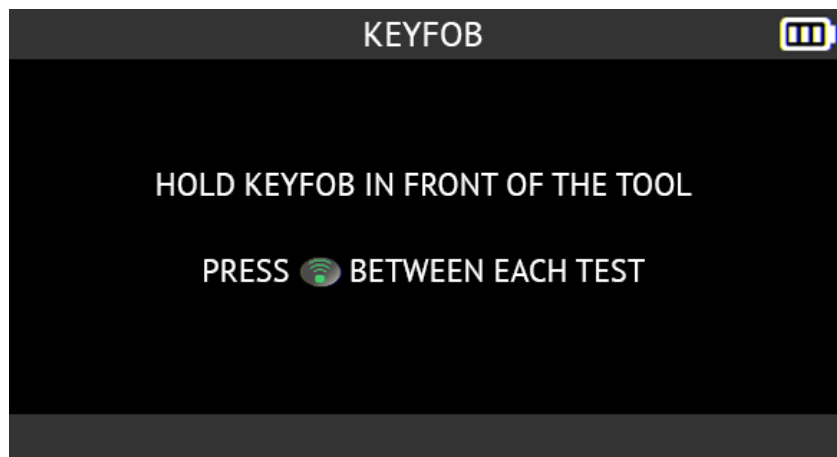 KEYFOB
HOLD KEYFOB IN FRONT OF THE TOOL
PRESS BETWEEN EACH TEST